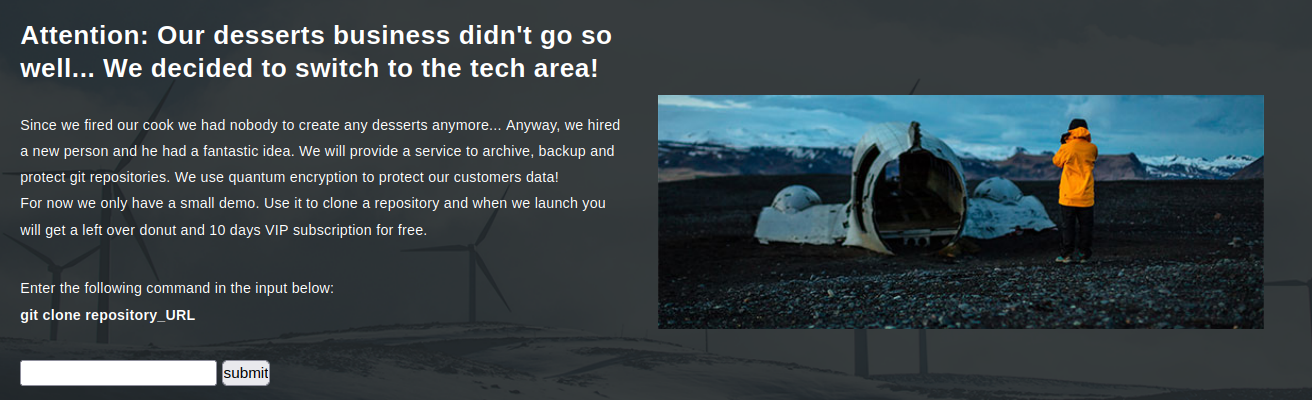 Attention: Our desserts business didn't go so
well... We decided to switch to the tech area!
Since we fired our cook we had nobody to create any desserts anymore... Anyway, we hired
a new person and he had a fantastic idea. We will provide a service to archive, backup and
protect git repositories. We use quantum encryption to protect our customers data!
For now we only have a small demo. Use it to clone a repository and when we launch you
will get a left over donut and 10 days VIP subscription for free.
Enter the following command in the input below:
git clone repository_URL
submit